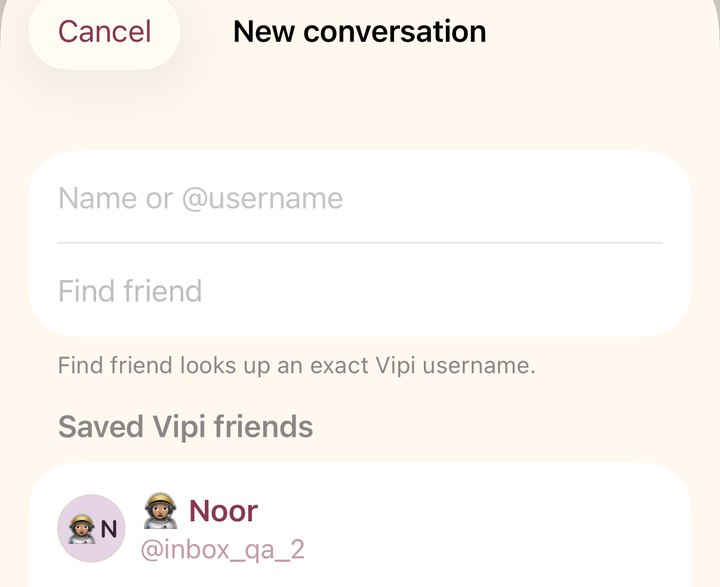 Cancel
New conversation
Name or @username
Find friend
Find friend looks up an exact Vipi username.
Saved Vipi friends
N
Noor
@inbox_qa_2